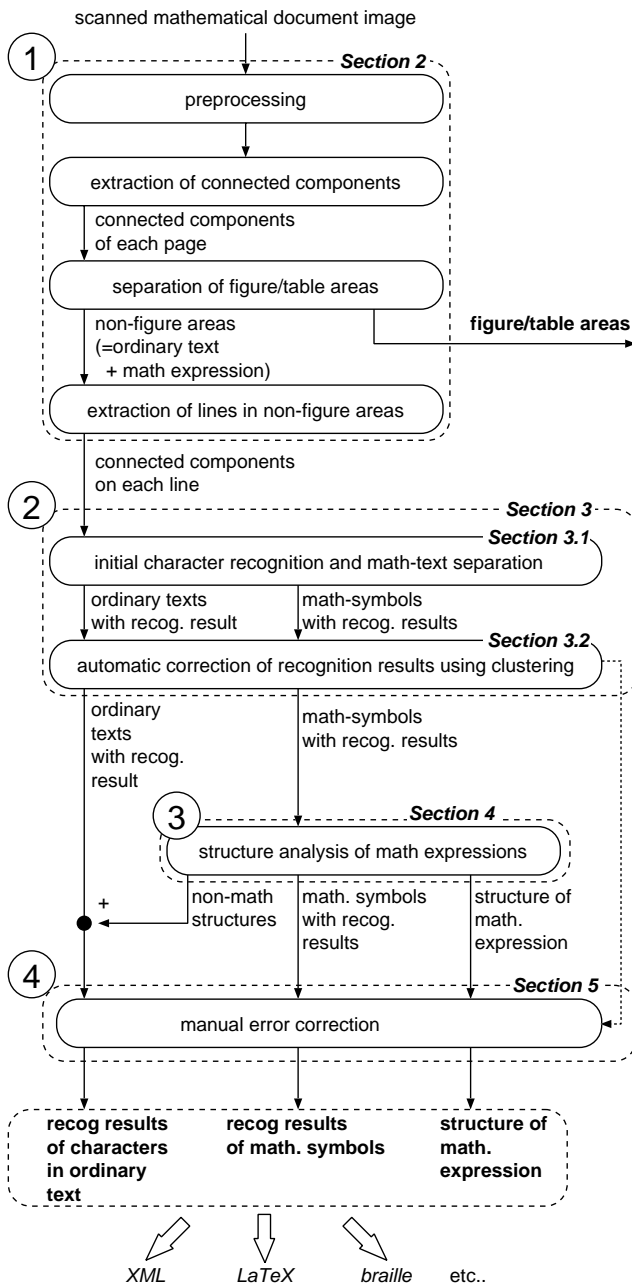 scanned mathematical document image
1
Section 2
preprocessing
extraction of connected components
connected components
of each page
separation of figure/table areas
non-figure areas
(=ordinary text
+ math expression)
figure/table areas
extraction of lines in non-figure areas
connected components
on each line
2
Section 3
Section 3.1
initial character recognition and math-text separation
ordinary texts
with recog. result
math-symbols
with recog. results
Section 3.2
automatic correction of recognition results using clustering
ordinary
texts
with recog.
result
math-symbols
with recog. results
3
Section 4
structure analysis of math expressions
+
non-math
structures
math. symbols
with recog.
results
structure of
math.
expression
4
Section 5
manual error correction
recog results
of characters
in ordinary
text
recog results
of math. symbols
structure of
math.
expression
XML LaTeX braille etc..